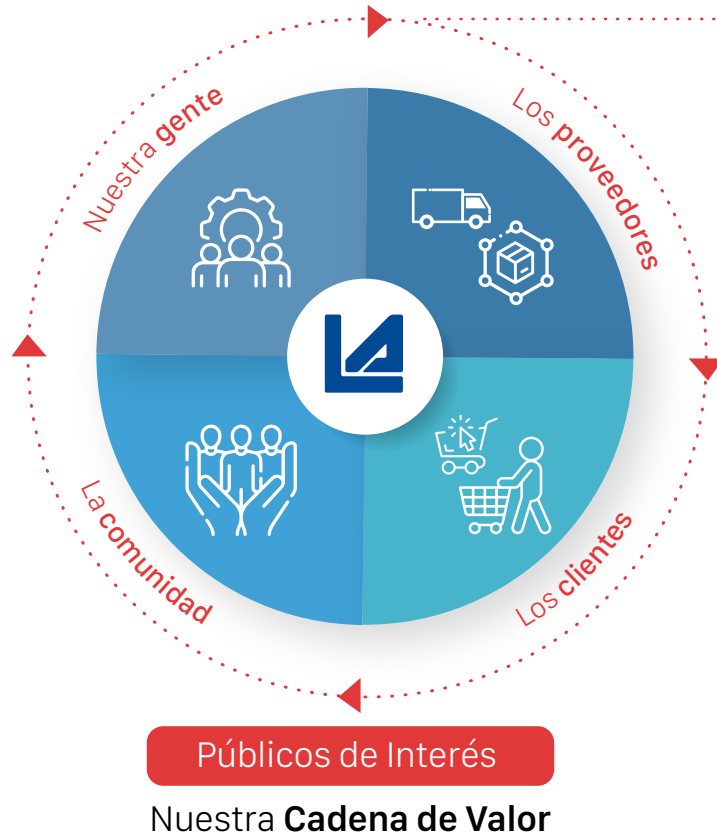 Nuestra gente
Los proveedores
Los clientes
La comunidad
Públicos de Interés
Nuestra Cadena de Valor